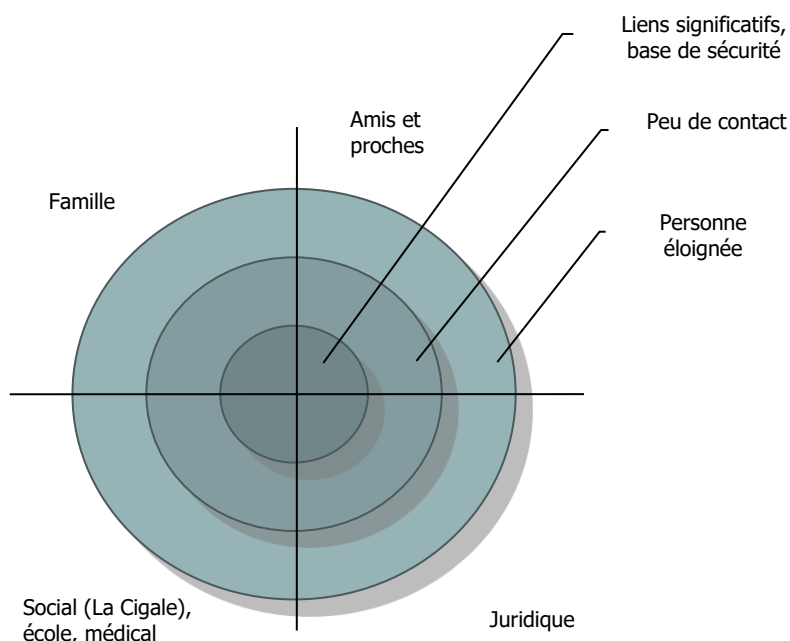 Liens significatifs,
base de sécurité
Amis et
proches
Peu de contact
Famille
Personne
éloignée
Social (La Cigale),
école, médical
Juridique